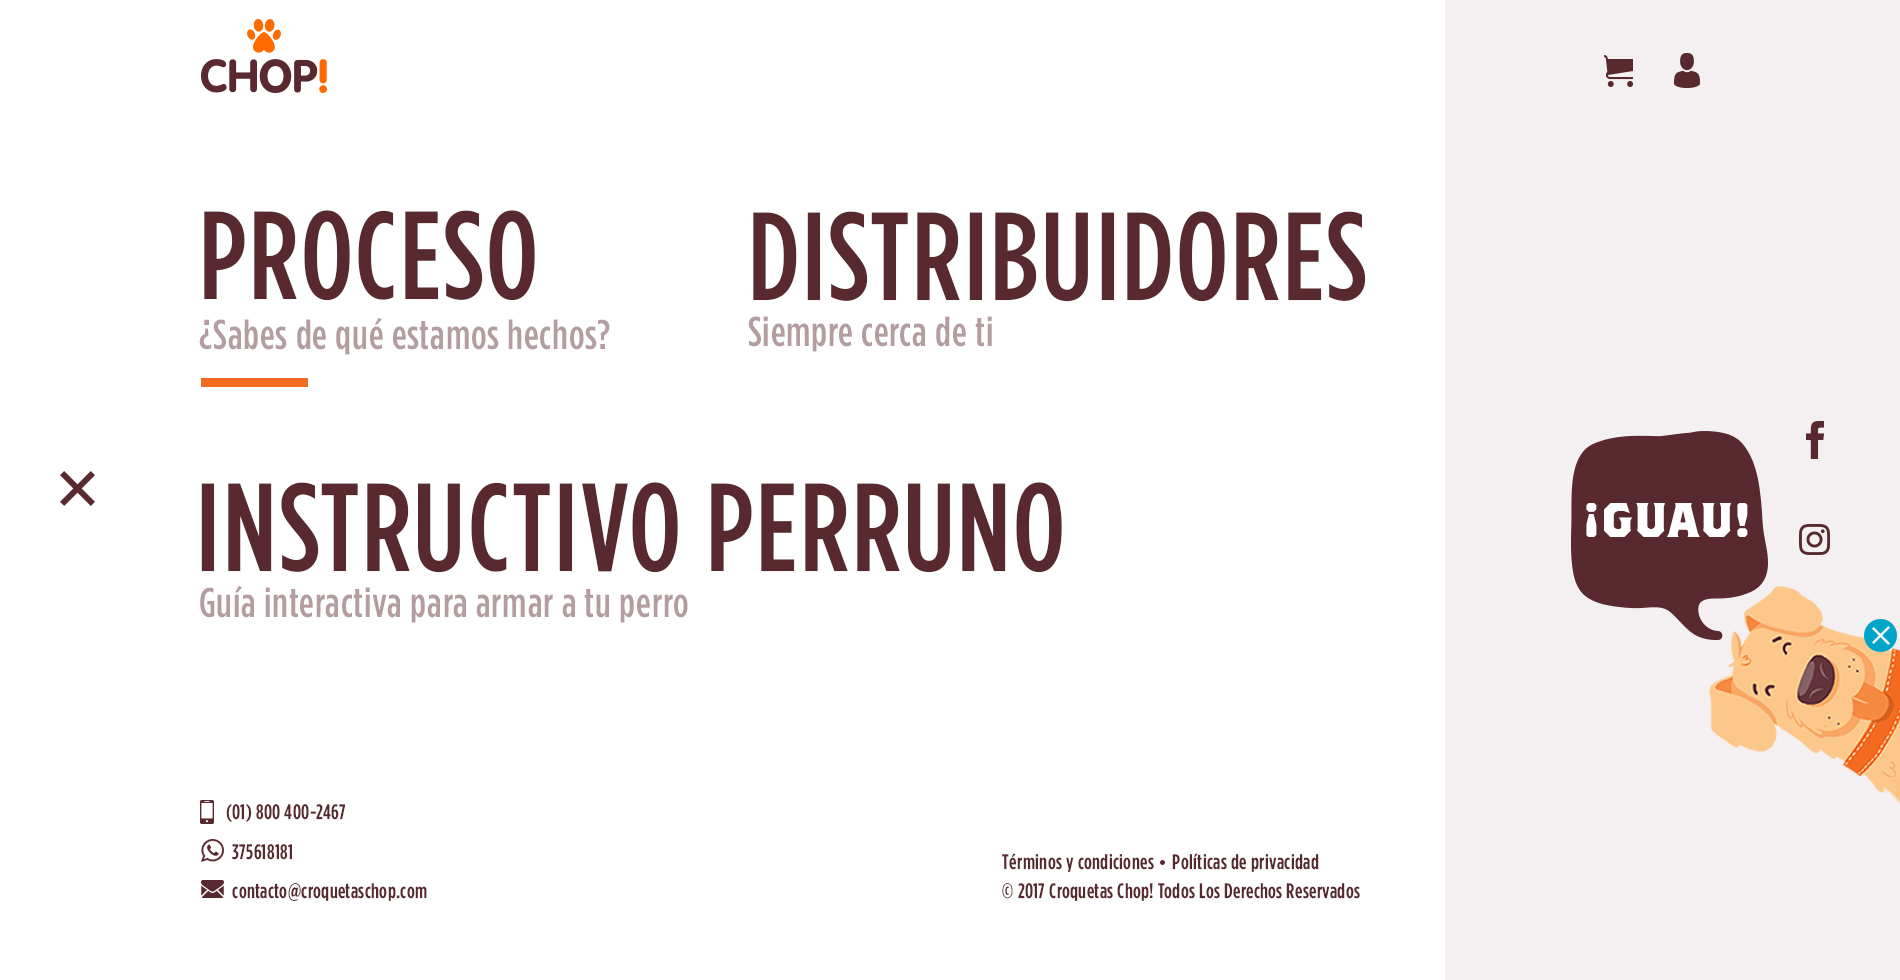 CHOP!
PROCESO
¿Sabes de qué estamos hechos?
DISTRIBUIDORES
Siempre cerca de ti
INSTRUCTIVO PERRUNO
Guía interactiva para armar a tu perro
¡GUAU!
(01) 800 400-2467
375618181
contacto@croquetaschop.com
Términos y condiciones • Políticas de privacidad
© 2017 Croquetas Chop! Todos Los Derechos Reservados